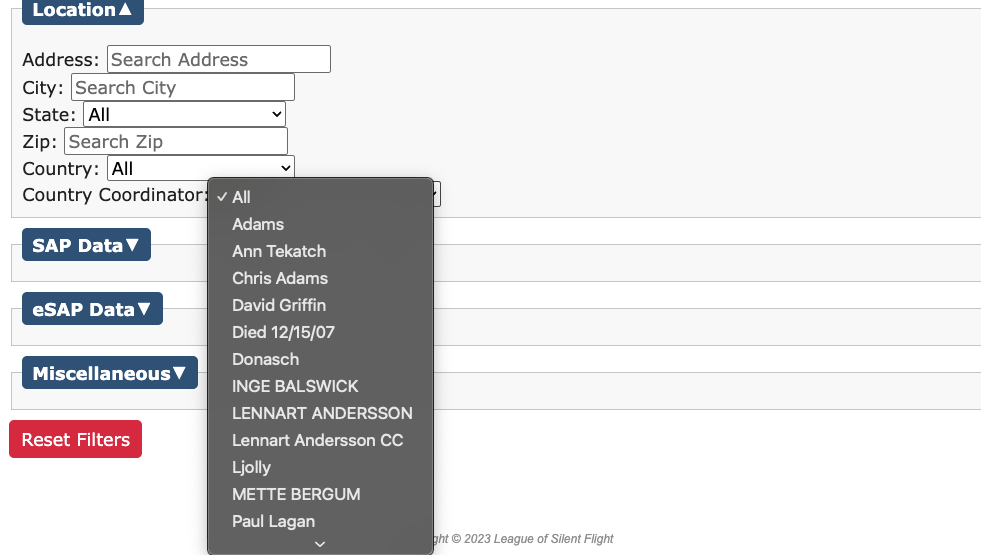 Location▲
Address: Search Address
City: Search City
State: All
Zip: Search Zip
Country: All
Country Coordinator:
✓ All
Adams
Ann Tekatch
Chris Adams
David Griffin
Died 12/15/07
Donasch
INGE BALSWICK
LENNART ANDERSSON
Lennart Andersson CC
Ljolly
METTE BERGUM
Paul Lagan
SAP Data▼
eSAP Data▼
Miscellaneous▼
Reset Filters
© 2023 League of Silent Flight